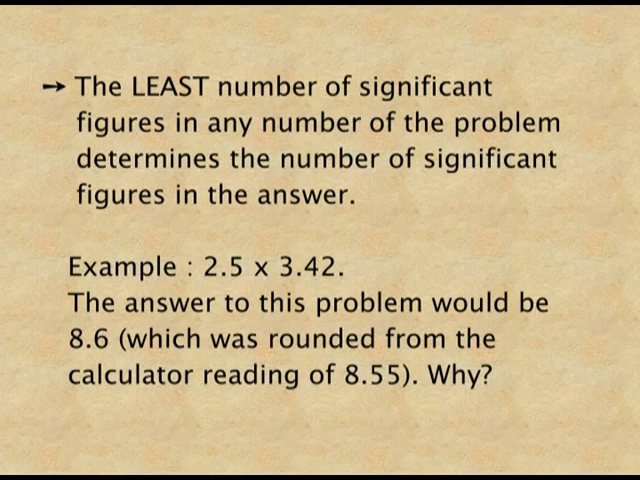 → The LEAST number of significant
figures in any number of the problem
determines the number of significant
figures in the answer.
Example : 2.5 x 3.42.
The answer to this problem would be
8.6 (which was rounded from the
calculator reading of 8.55). Why?